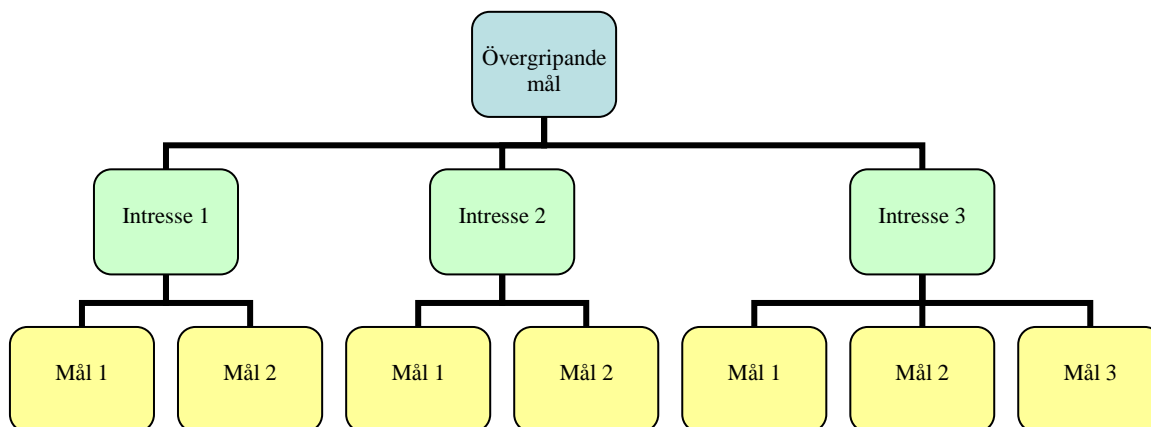 Övergripande
mål
Intresse 1
Intresse 2
Intresse 3
Mål 1
Mål 2
Mål 1
Mål 2
Mål 1
Mål 2
Mål 3